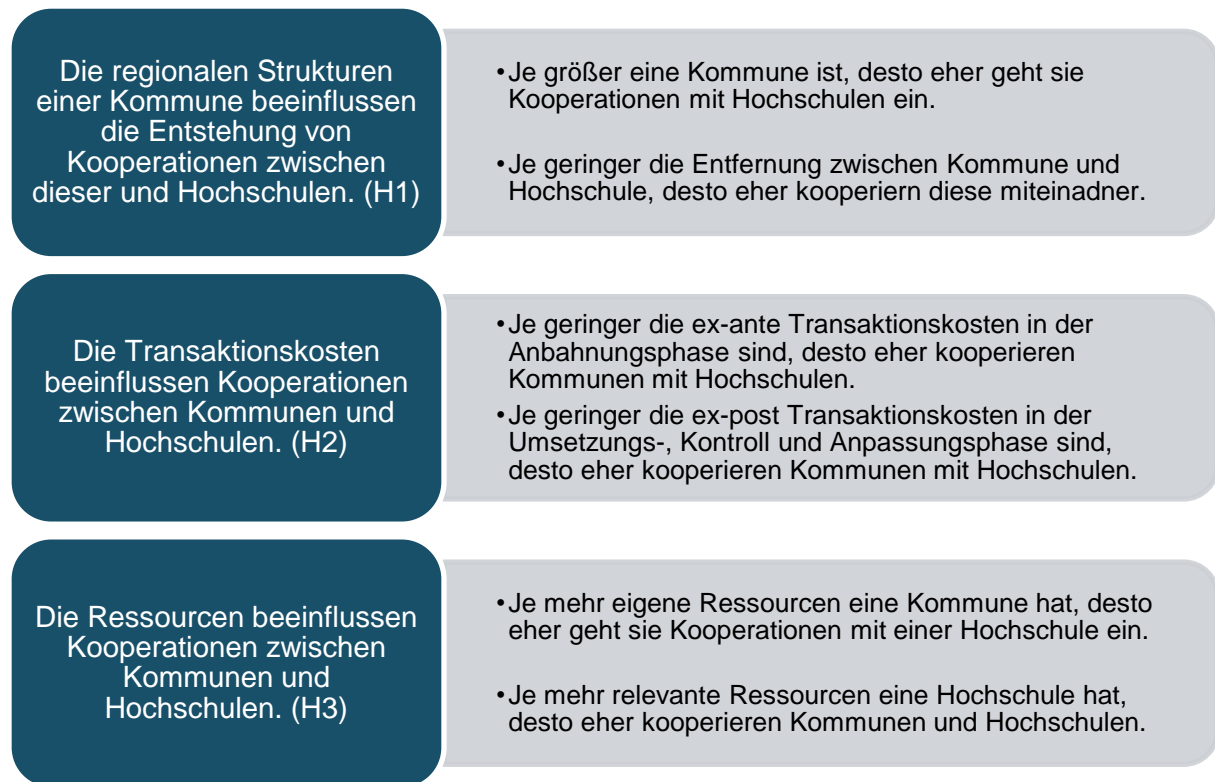 Die regionalen Strukturen
einer Kommune beeinflussen
die Entstehung von
Kooperationen zwischen
dieser und Hochschulen. (H1)
•Je größer eine Kommune ist, desto eher geht sie
Kooperationen mit Hochschulen ein.
•Je geringer die Entfernung zwischen Kommune und
Hochschule, desto eher kooperiern diese miteinadner.
Die Transaktionskosten
beeinflussen Kooperationen
zwischen Kommunen und
Hochschulen. (H2)
•Je geringer die ex-ante Transaktionskosten in der
Anbahnungsphase sind, desto eher kooperieren
Kommunen mit Hochschulen.
•Je geringer die ex-post Transaktionskosten in der
Umsetzungs-, Kontroll und Anpassungsphase sind,
desto eher kooperieren Kommunen mit Hochschulen.
Die Ressourcen beeinflussen
Kooperationen zwischen
Kommunen und
Hochschulen. (H3)
•Je mehr eigene Ressourcen eine Kommune hat, desto
eher geht sie Kooperationen mit einer Hochschule ein.
•Je mehr relevante Ressourcen eine Hochschule hat,
desto eher kooperieren Kommunen und Hochschulen.